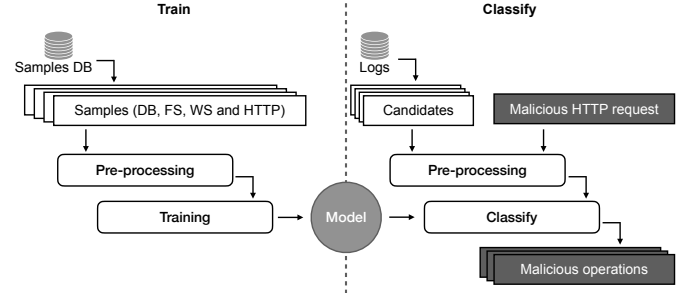 Train
Classify
Samples DB
Logs
Samples (DB, FS, WS and HTTP)
Candidates
Malicious HTTP request
Pre-processing
Pre-processing
Training
Model
Classify
Malicious operations